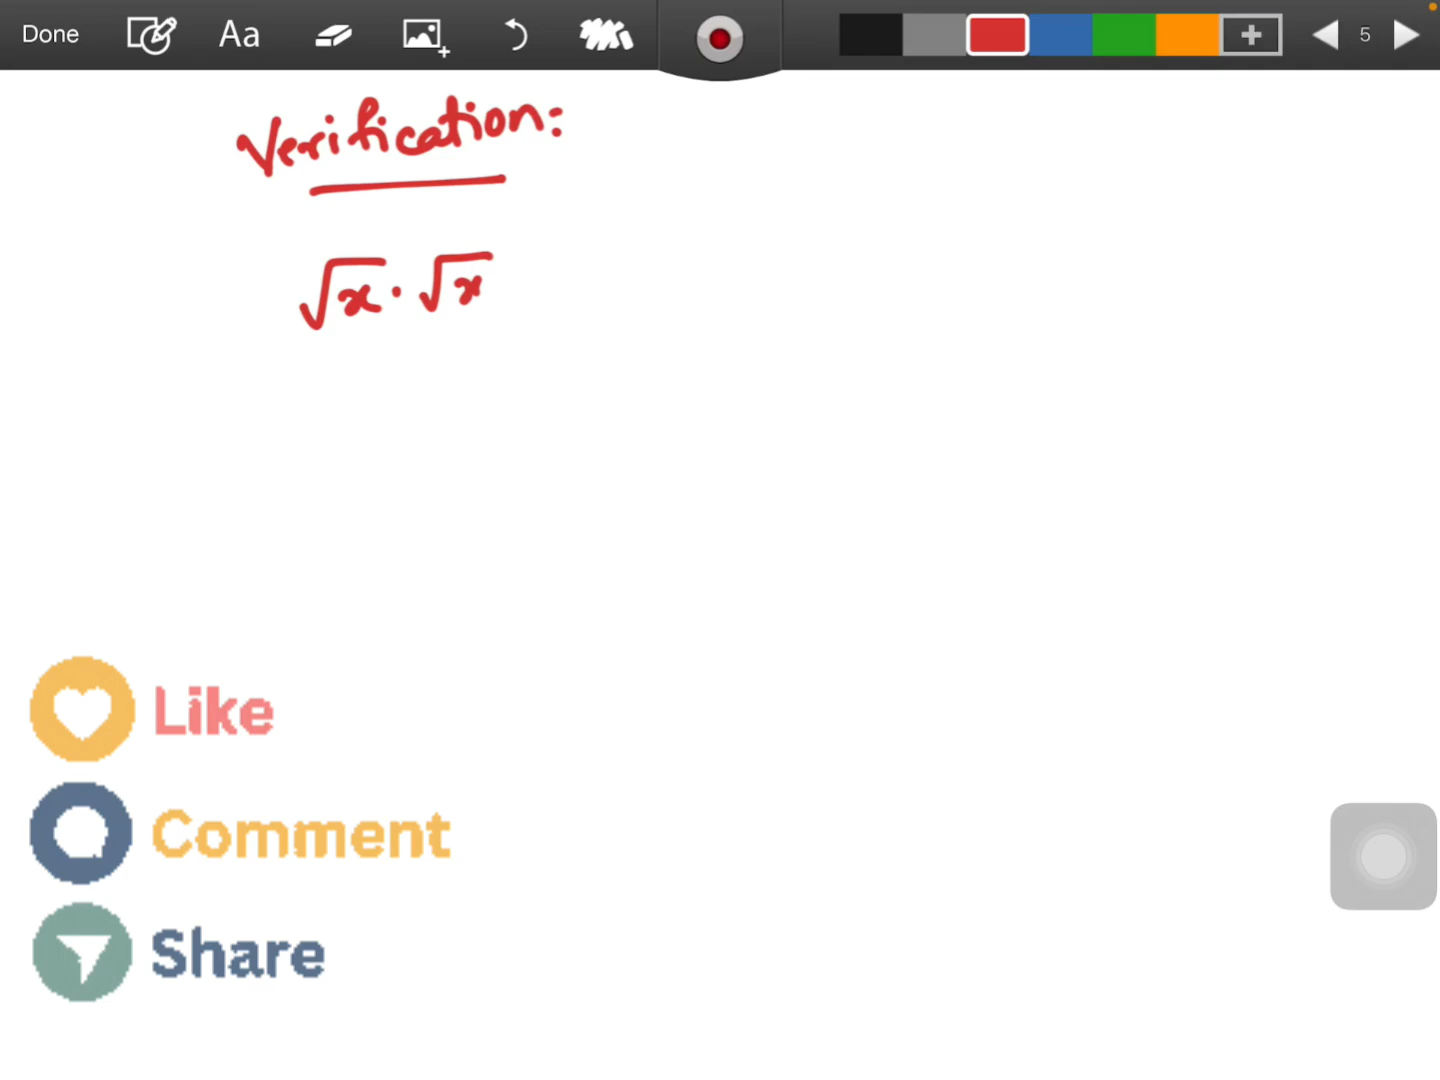 Done Aa 5
Verification:
√x · √x
Like
Comment
Share